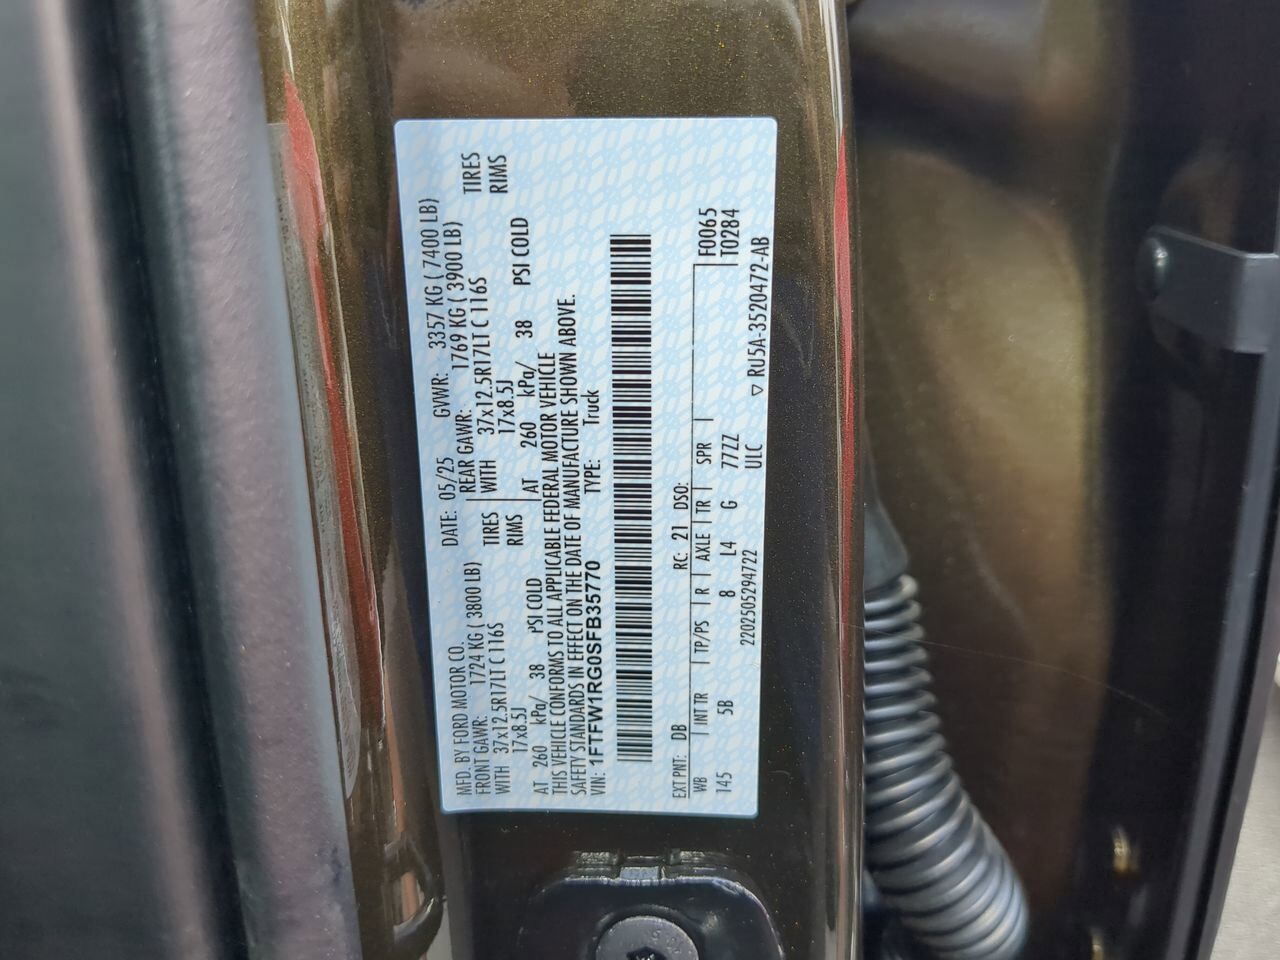 MFD. BY FORD MOTOR CO. DATE: 05/25 GVWR: 3357 KG ( 7400 LB)
FRONT GAWR: 1724 KG ( 3800 LB) REAR GAWR: 1769 KG ( 3900 LB)
WITH 37x12.5R17LT C 116S TIRES WITH 37x12.5R17LT C 116S TIRES
17x8.5J RIMS 17x8.5J RIMS
AT 260 kPa/ 38 PSI COLD AT 260 kPa/ 38 PSI COLD
THIS VEHICLE CONFORMS TO ALL APPLICABLE FEDERAL MOTOR VEHICLE
SAFETY STANDARDS IN EFFECT ON THE DATE OF MANUFACTURE SHOWN ABOVE.
VIN: 1FTFW1RG0SFB35770 TYPE: Truck
EXT PNT: DB RC: 21 DSO:
WB INT TR TP/PS R AXLE TR SPR F0065
145 5B 8 L4 G 77ZZ T0284
2202505294722 ULC ▽ RU5A-3520472-AB